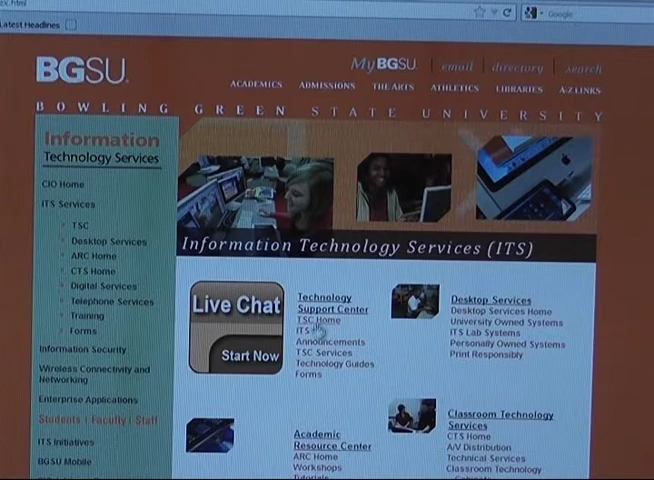 Latest Headlines
Google
BGSU
MyBGSU email directory search
ACADEMICS ADMISSIONS THE ARTS ATHLETICS LIBRARIES A-Z LINKS
BOWLING GREEN STATE UNIVERSITY
Information
Technology Services
CIO Home
ITS Services
TSC
Desktop Services
ARC Home
CTS Home
Digital Services
Telephone Services
Training
Forms
Information Security
Wireless Connectivity and
Networking
Enterprise Applications
Students | Faculty | Staff
ITS Initiatives
BGSU Mobile
Information Technology Services (ITS)
Live Chat
Start Now
Technology
Support Center
TSC Home
ITS
Announcements
TSC Services
Technology Guides
Forms
Desktop Services
Desktop Services Home
University Owned Systems
ITS Lab Systems
Personally Owned Systems
Print Responsibly
Academic
Resource Center
ARC Home
Workshops
Tutorials
Classroom Technology
Services
CTS Home
A/V Distribution
Technical Services
Classroom Technology